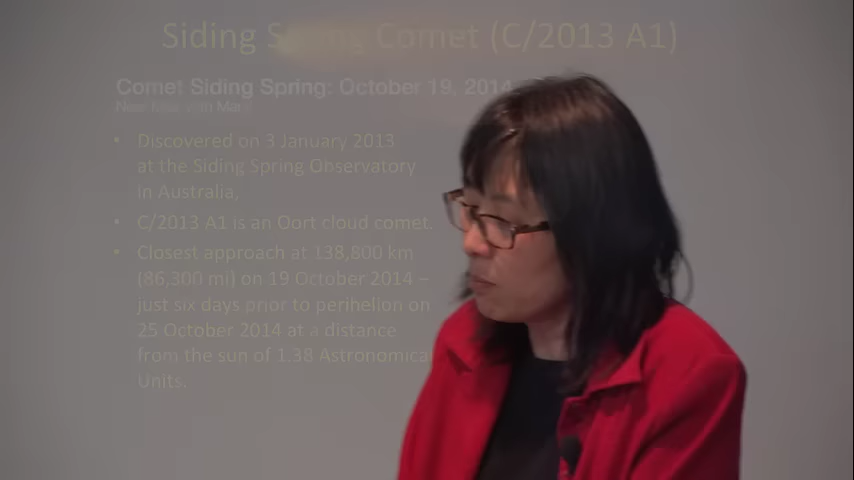 Siding Spring Comet (C/2013 A1)
Comet Siding Spring: October 19, 2014
• Discovered on 3 January 2013
at the Siding Spring Observatory
in Australia,
• C/2013 A1 is an Oort cloud comet.
• Closest approach at 138,800 km
(86,300 mi) on 19 October 2014 –
just six days prior to perihelion on
25 October 2014 at a distance
from the sun of 1.38 Astronomical
Units.